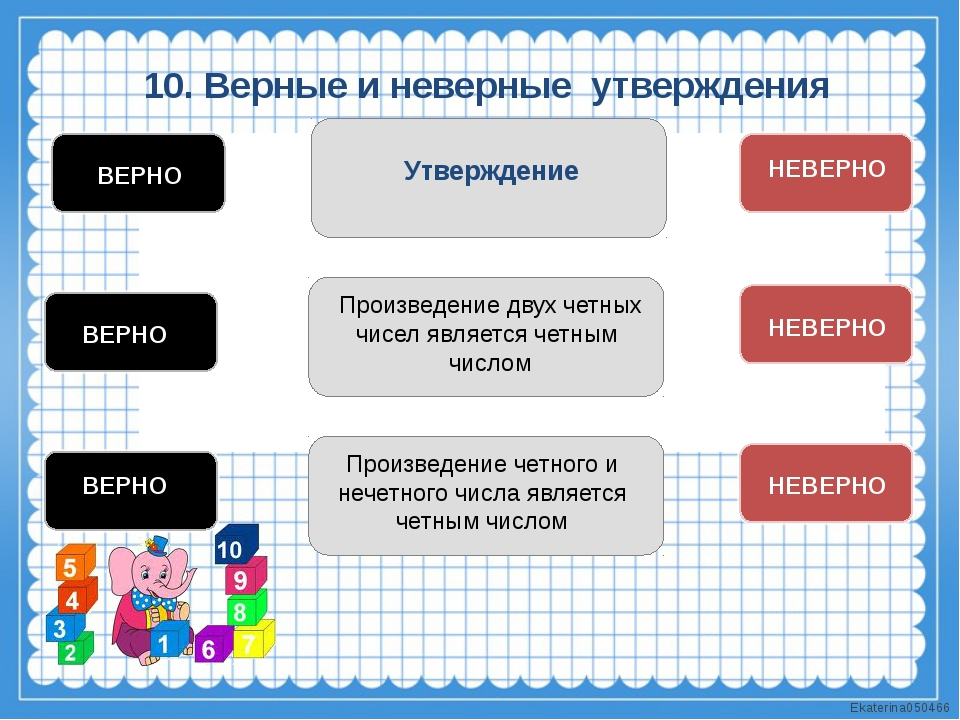 10. Верные и неверные утверждения
ВЕРНО
Утверждение
НЕВЕРНО
ВЕРНО
Произведение двух четных
чисел является четным
числом
НЕВЕРНО
ВЕРНО
Произведение четного и
нечетного числа является
четным числом
НЕВЕРНО
10
5
9
4
8
3
2
1
6
7
Ekaterina050466